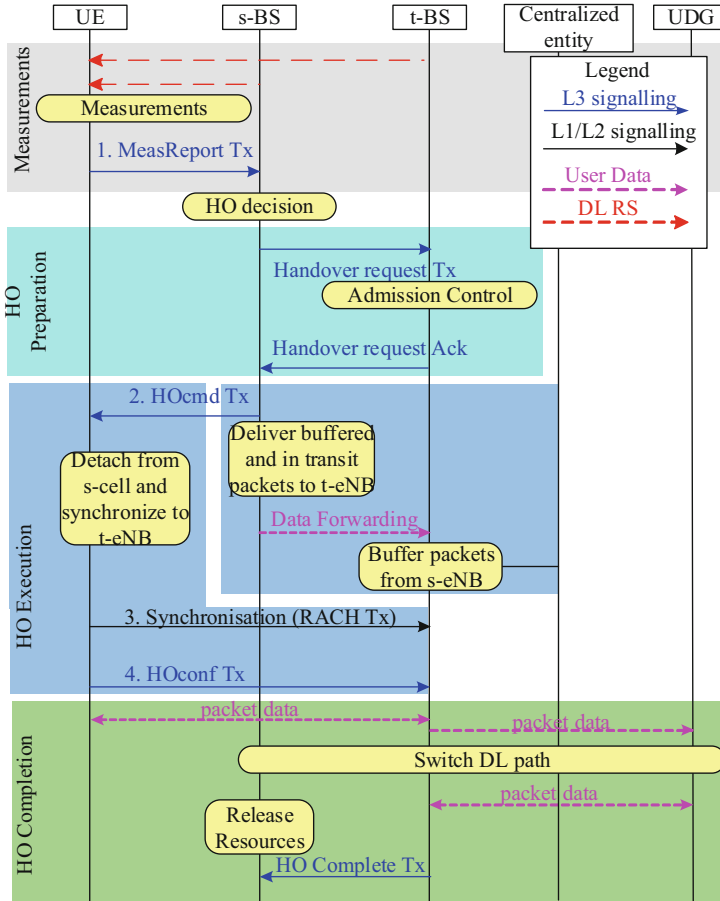 UE
s-BS
t-BS
Centralized
entity
UDG
Measurements
Legend
L3 signalling
L1/L2 signalling
User Data
DL RS
Measurements
1. MeasReport Tx
HO decision
HO
Preparation
Handover request Tx
Admission Control
Handover request Ack
HO Execution
2. HOcmd Tx
Deliver buffered
and in transit
packets to t-eNB
Detach from
s-cell and
synchronize to
t-eNB
Data Forwarding
Buffer packets
from s-eNB
3. Synchronisation (RACH Tx)
4. HOconf Tx
HO Completion
packet data
packet data
Switch DL path
packet data
Release
Resources
HO Complete Tx